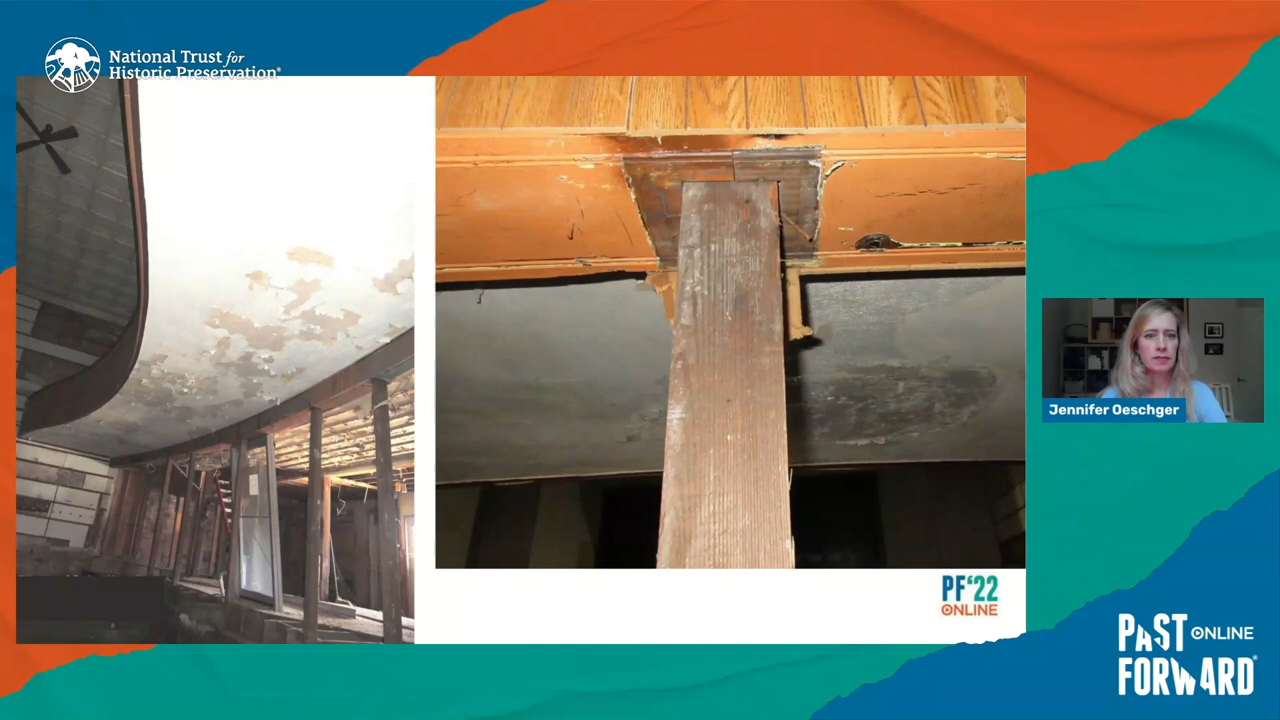 National Trust for
Historic Preservation®
Jennifer Oeschger
PF'22
ONLINE
PAST ONLINE
FORWARD®